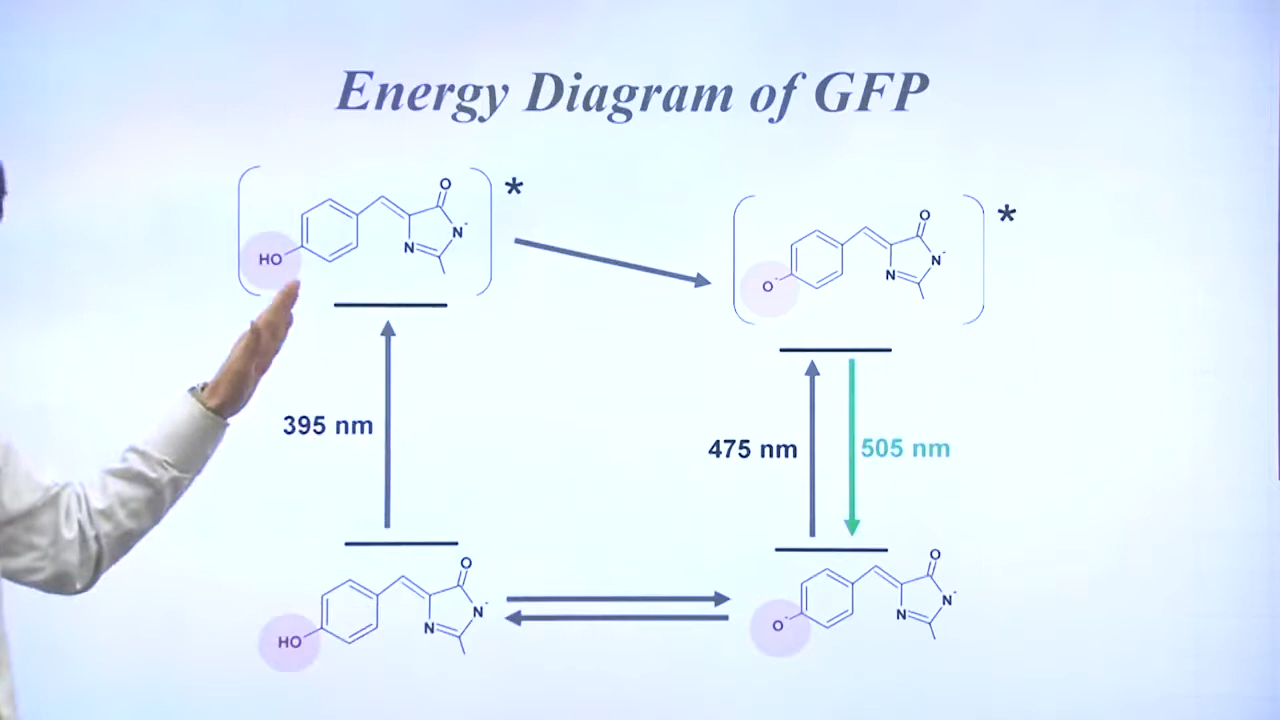 Energy Diagram of GFP
O
N-
N
HO
*
O
N-
N
O-
*
395 nm
475 nm
505 nm
O
N-
N
HO
O
N-
N
O-